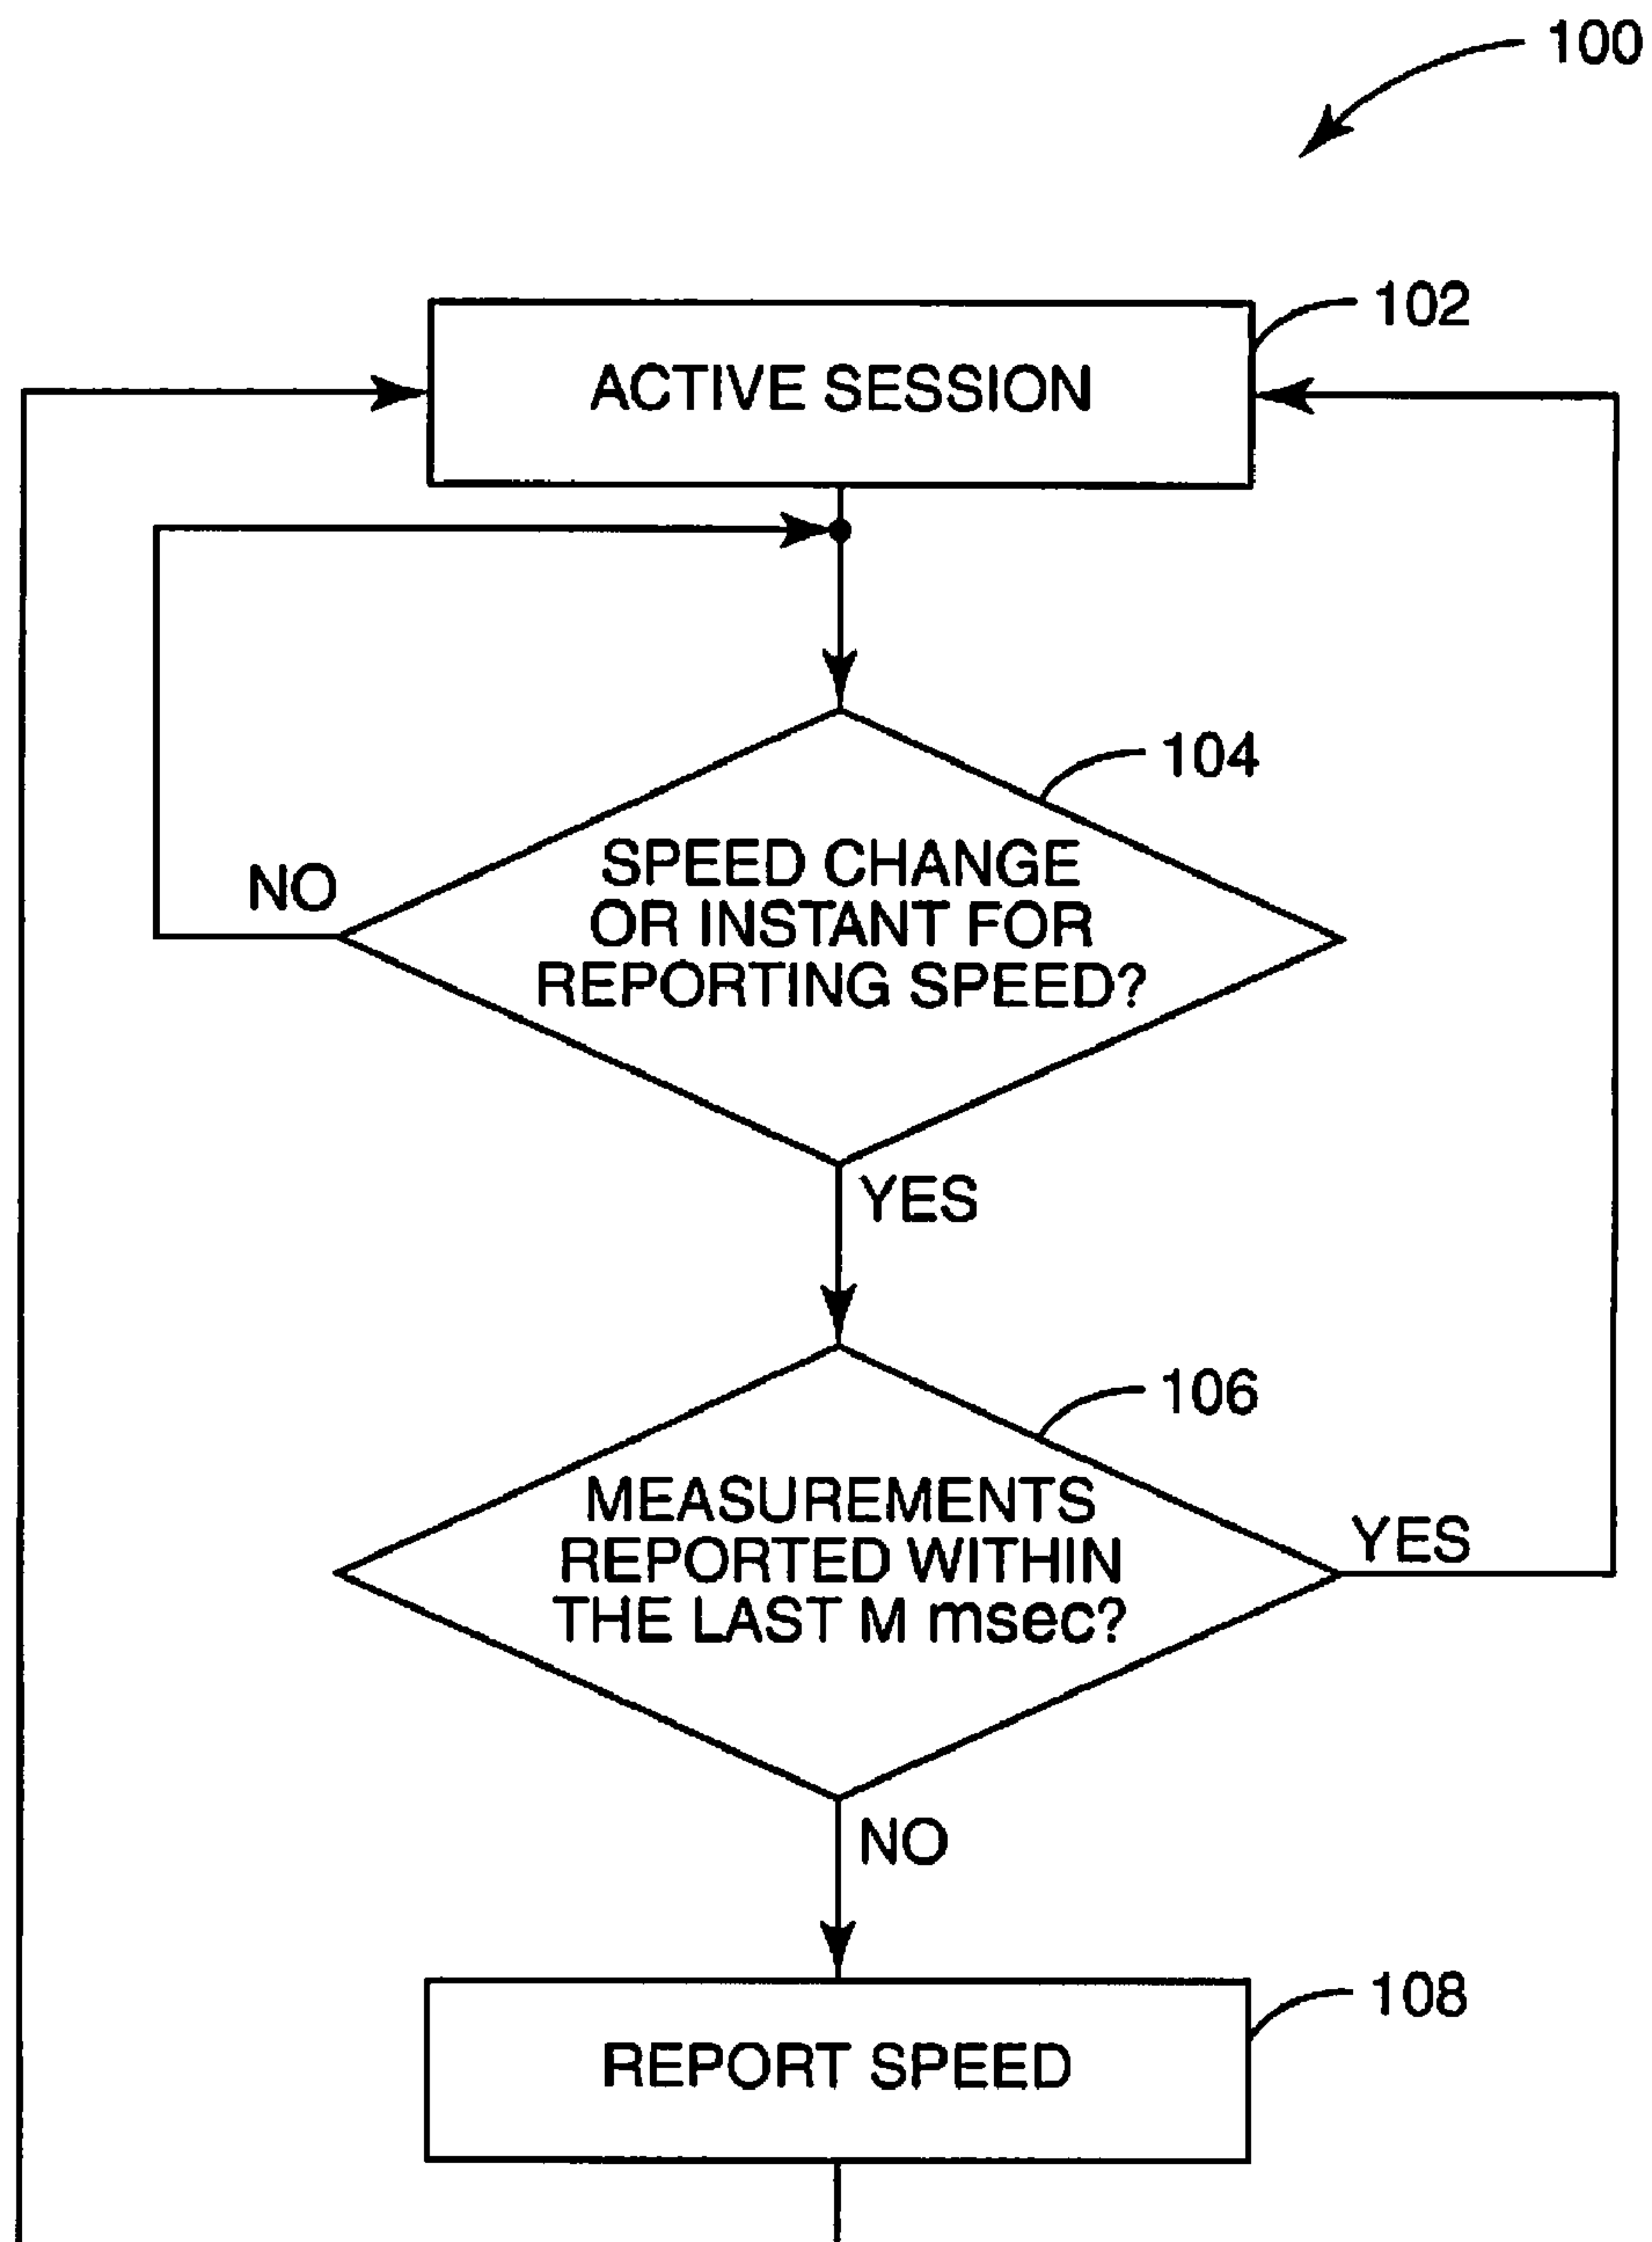 100
102
ACTIVE SESSION
104
SPEED CHANGE
OR INSTANT FOR
REPORTING SPEED?
NO
YES
106
MEASUREMENTS
REPORTED WITHIN
THE LAST M msec?
YES
NO
108
REPORT SPEED